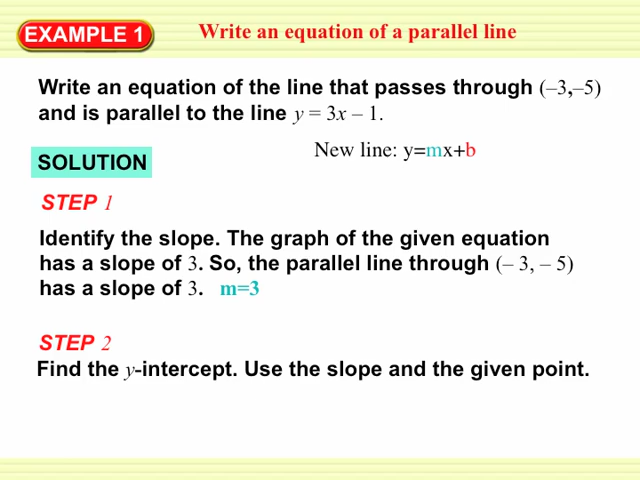 EXAMPLE 1
Write an equation of a parallel line
Write an equation of the line that passes through (–3,–5)
and is parallel to the line y = 3x – 1.
New line: y=mx+b
SOLUTION
STEP 1
Identify the slope. The graph of the given equation
has a slope of 3. So, the parallel line through (– 3, – 5)
has a slope of 3. m=3
STEP 2
Find the y-intercept. Use the slope and the given point.